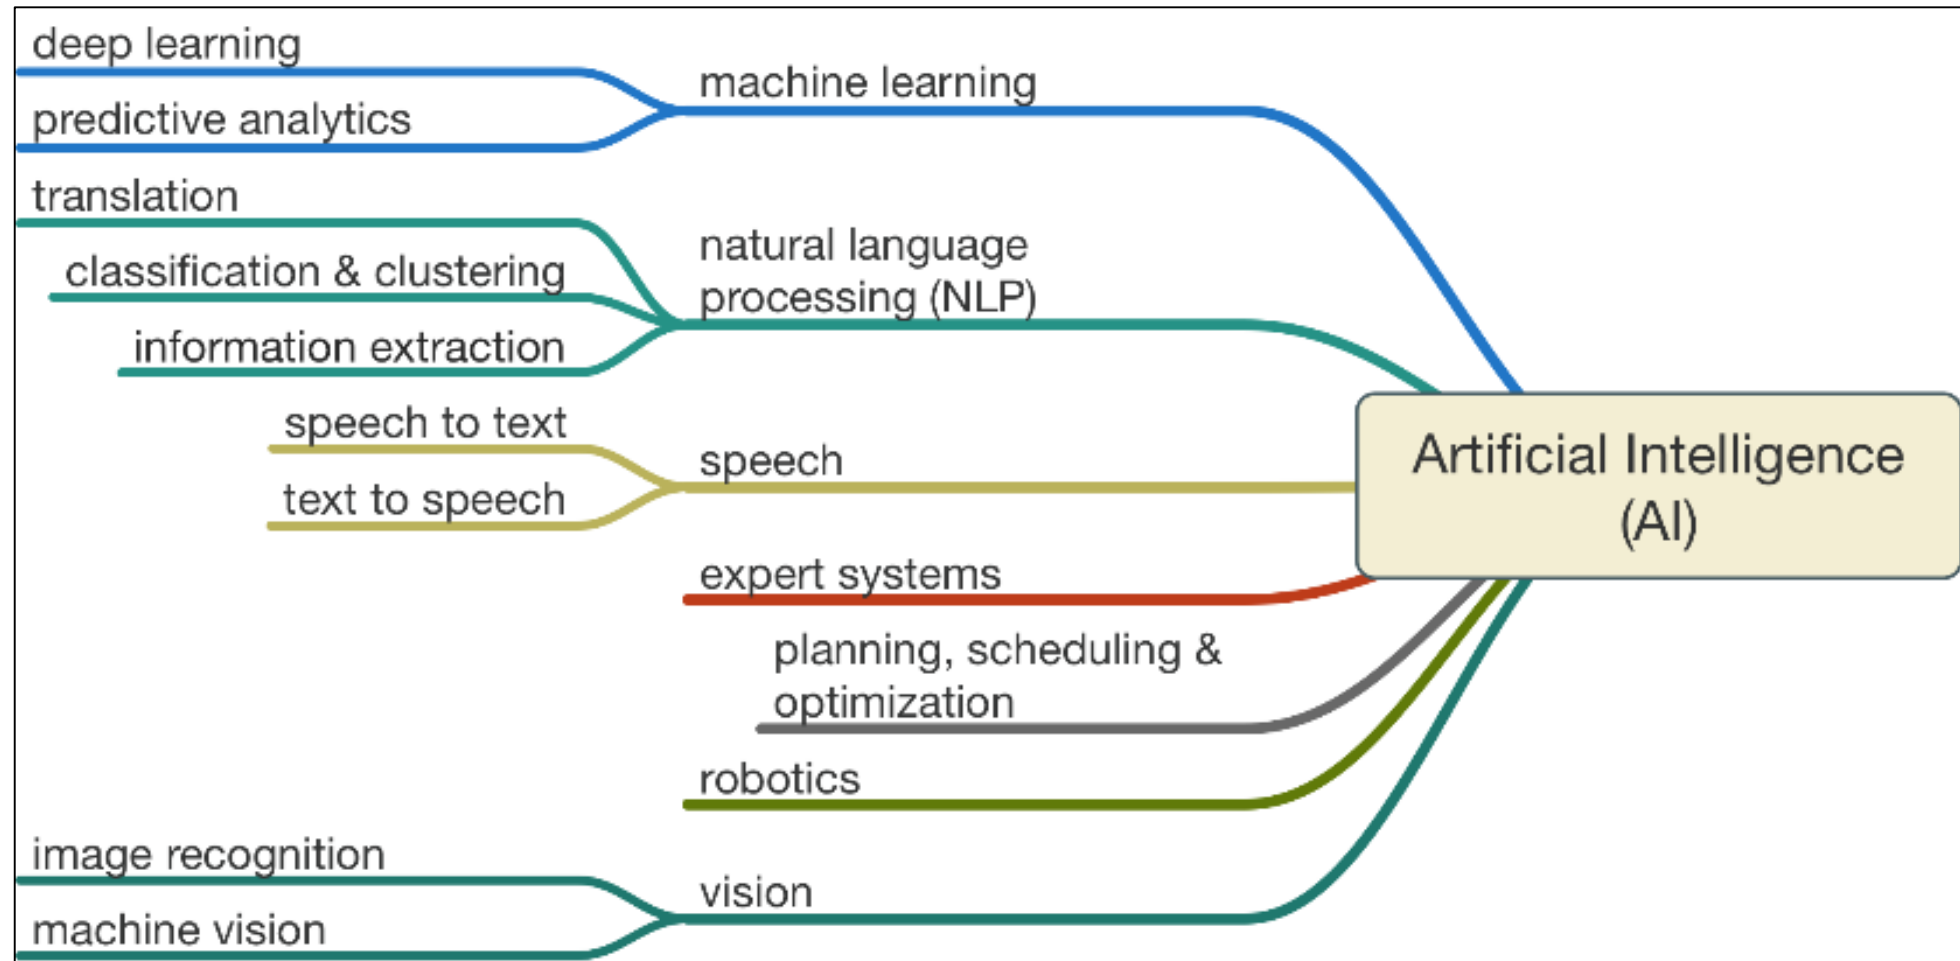 deep learning
predictive analytics
machine learning
translation
classification & clustering
information extraction
natural language
processing (NLP)
speech to text
text to speech
speech
expert systems
planning, scheduling &
optimization
robotics
image recognition
machine vision
vision
Artificial Intelligence
(AI)